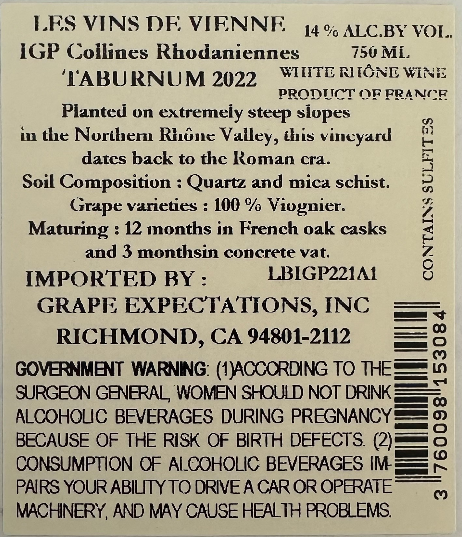 LES VINS DE VIENNE
14 % ALC.BY VOL.
IGP Collines Rhodaniennes
750 ML
'TABURNUM 2022
WHITE RHÔNE WINE
PRODUCT OF FRANCE
Planted on extremely steep slopes
in the Northern Rhône Valley, this vineyard
dates back to the Roman era.
Soil Composition : Quartz and mica schist.
Grape varieties : 100 % Viognier.
Maturing : 12 months in French oak casks
and 3 monthsin concrete vat.
CONTAINS SULFITES
IMPORTED BY :
LBIGP221A1
GRAPE EXPECTATIONS, INC
RICHMOND, CA 94801-2112
GOVERNMENT WARNING: (1)ACCORDING TO THE
SURGEON GENERAL, WOMEN SHOULD NOT DRINK
ALCOHOLIC BEVERAGES DURING PREGNANCY
BECAUSE OF THE RISK OF BIRTH DEFECTS. (2)
CONSUMPTION OF ALCOHOLIC BEVERAGES IM-
PAIRS YOUR ABILITY TO DRIVE A CAR OR OPERATE
MACHINERY, AND MAY CAUSE HEALTH PROBLEMS.
3 760098 153084